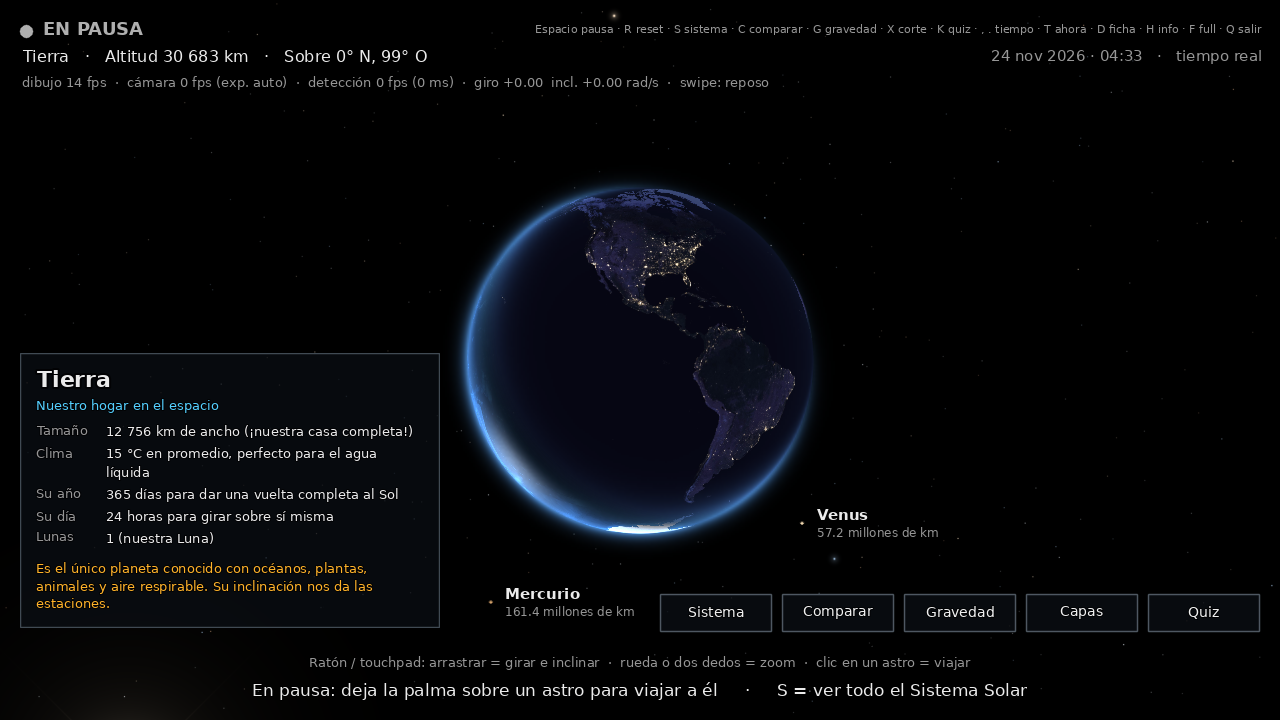 EN PAUSA
Espacio pausa · R reset · S sistema · C comparar · G gravedad · X corte · K quiz · , . tiempo · T ahora · D ficha · H info · F full · Q salir
Tierra · Altitud 30 683 km · Sobre 0° N, 99° O
24 nov 2026 · 04:33 · tiempo real
dibujo 14 fps · cámara 0 fps (exp. auto) · detección 0 fps (0 ms) · giro +0.00 incl. +0.00 rad/s · swipe: reposo
Tierra
Nuestro hogar en el espacio
Tamaño 12 756 km de ancho (¡nuestra casa completa!)
Clima 15 °C en promedio, perfecto para el agua
líquida
Su año 365 días para dar una vuelta completa al Sol
Su día 24 horas para girar sobre sí misma
Lunas 1 (nuestra Luna)
Es el único planeta conocido con océanos, plantas,
animales y aire respirable. Su inclinación nos da las
estaciones.
Venus
57.2 millones de km
Mercurio
161.4 millones de km
Sistema
Comparar
Gravedad
Capas
Quiz
Ratón / touchpad: arrastrar = girar e inclinar · rueda o dos dedos = zoom · clic en un astro = viajar
En pausa: deja la palma sobre un astro para viajar a él · S = ver todo el Sistema Solar